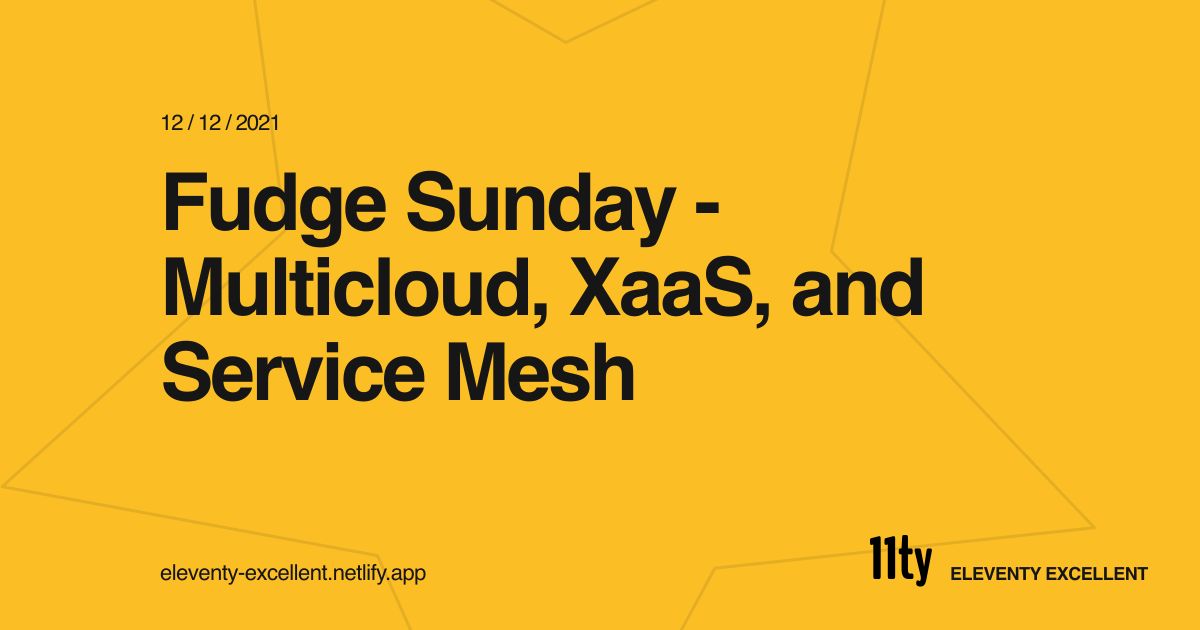 12 / 12 / 2021
Fudge Sunday -
Multicloud, XaaS, and
Service Mesh
eleventy-excellent.netlify.app
11ty ELEVENTY EXCELLENT